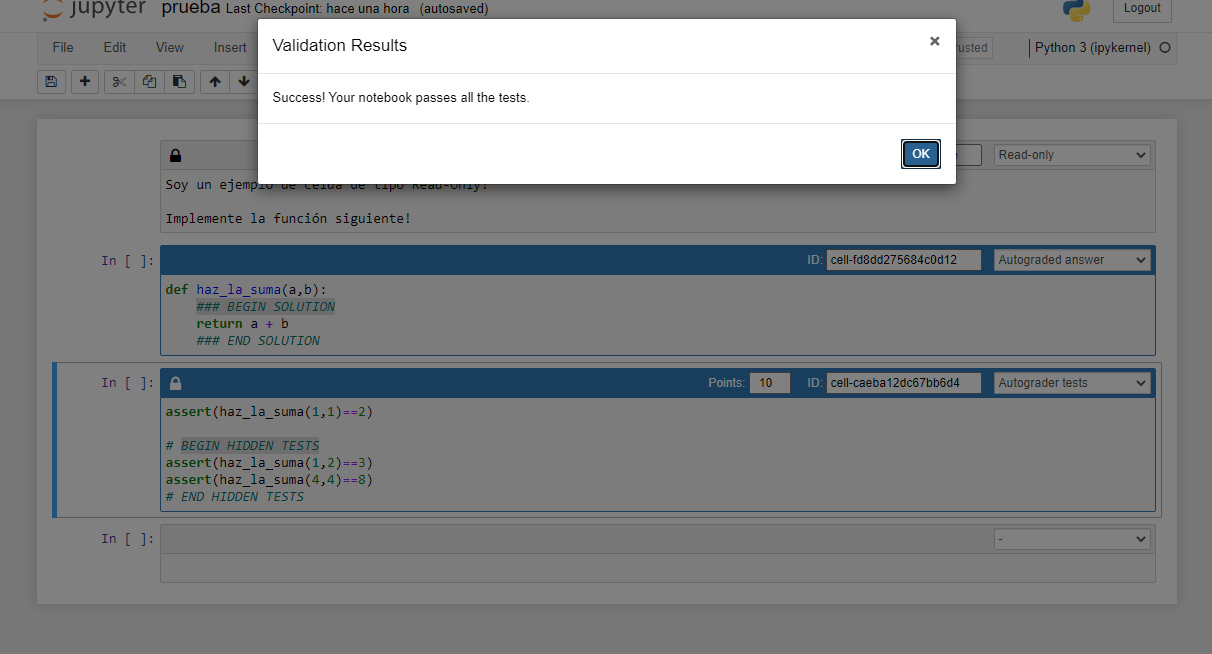 jupyter prueba Last Checkpoint: hace una hora (autosaved) Logout
Validation Results ×
File Edit View Insert rusted Python 3 (ipykernel)
Success! Your notebook passes all the tests.
OK
Read-only
Soy un ejemplo de celda de tipo Read-Only!
Implemente la función siguiente!
In [ ]: ID: cell-fd8dd275684c0d12 Autograded answer
def haz_la_suma(a,b):
### BEGIN SOLUTION
return a + b
### END SOLUTION
In [ ]: Points: 10 ID: cell-caeba12dc67bb6d4 Autograder tests
assert(haz_la_suma(1,1)==2)
# BEGIN HIDDEN TESTS
assert(haz_la_suma(1,2)==3)
assert(haz_la_suma(4,4)==8)
# END HIDDEN TESTS
In [ ]: -